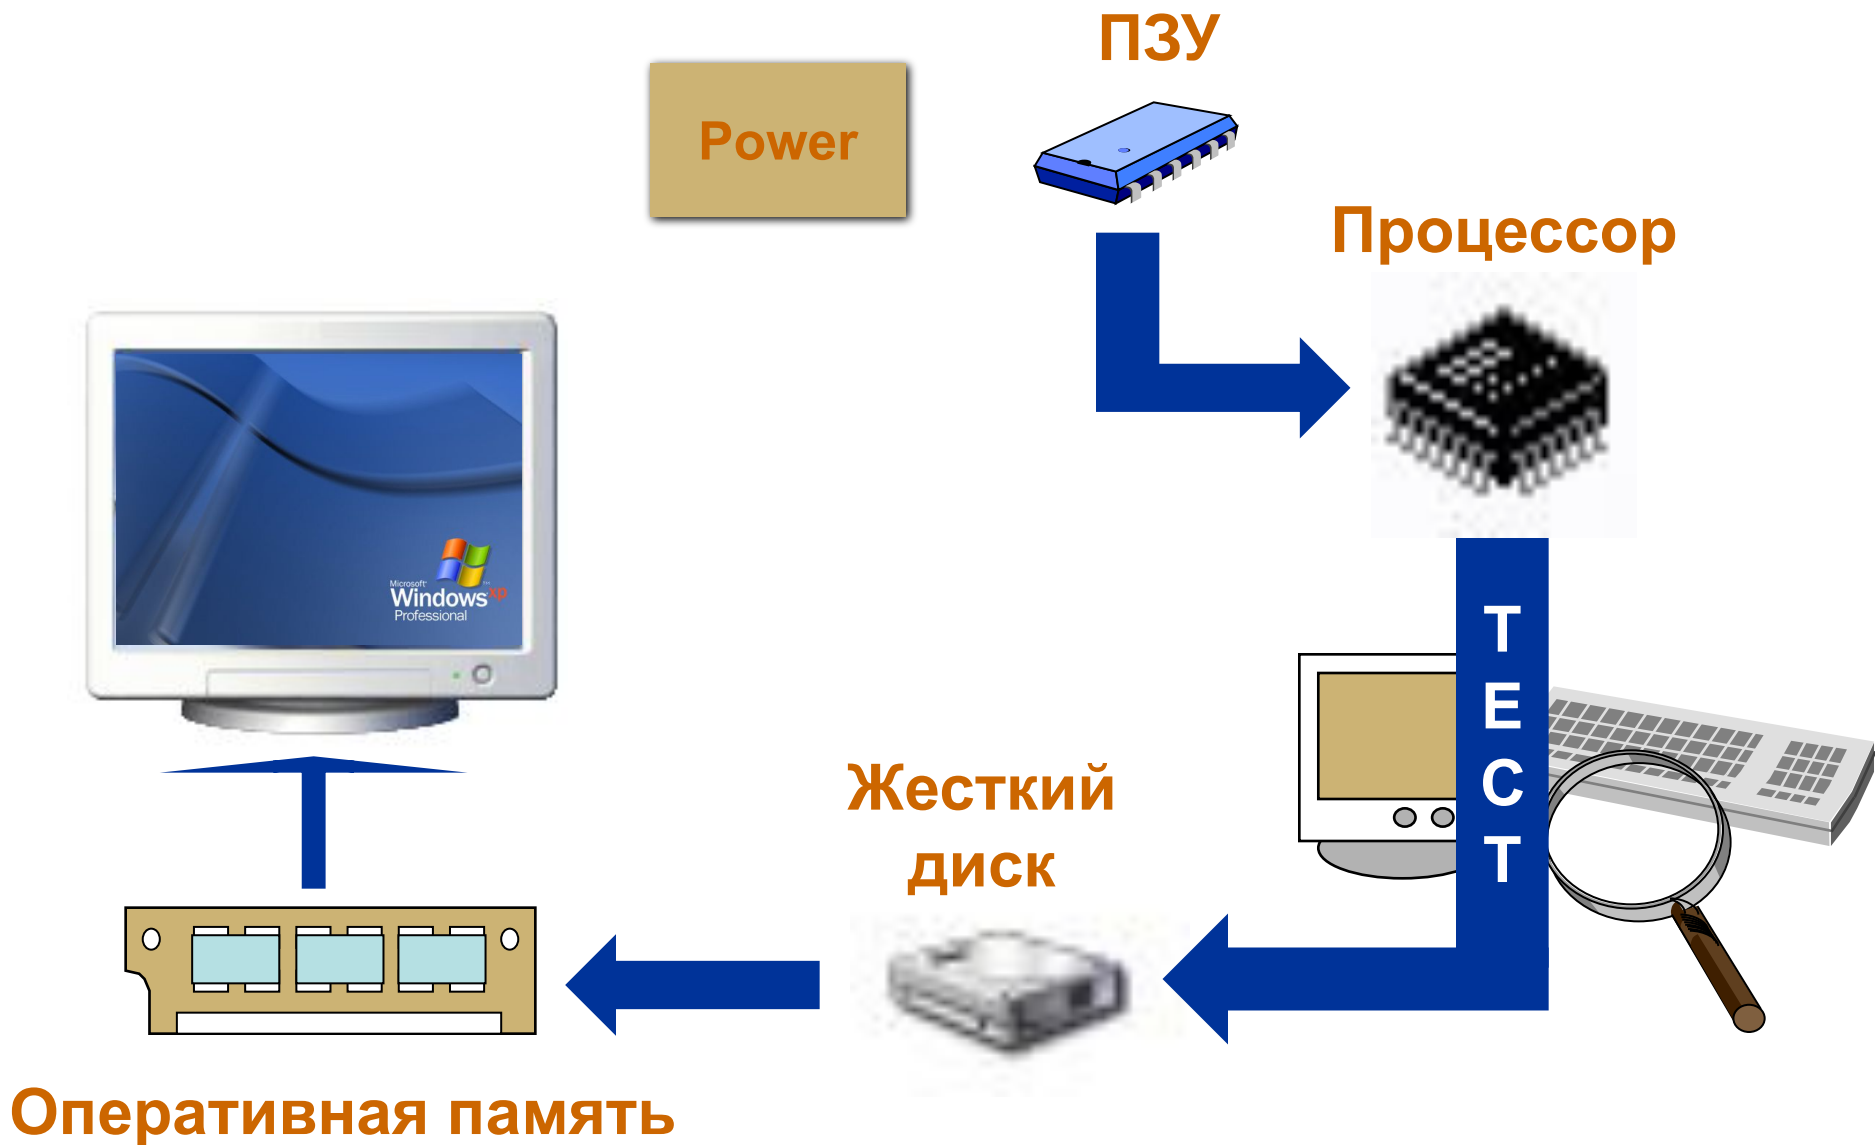 ПЗУ
Power
Процессор
Microsoft
Windows xp
Professional
Т
Е
С
Т
Жесткий
диск
Оперативная память